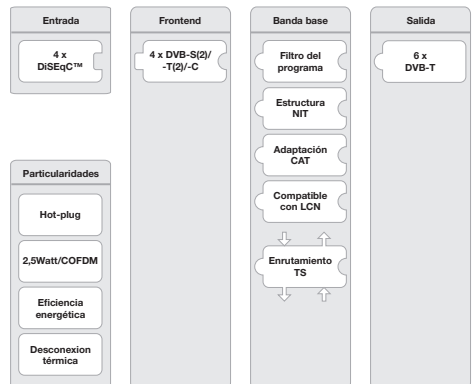 Entrada
4 x
DiSEqC™
Particularidades
Hot-plug
2,5Watt/COFDM
Eficiencia
energética
Desconexion
térmica
Frontend
4 x DVB-S(2)/
-T(2)/-C
Banda base
Filtro del
programa
Estructura
NIT
Adaptación
CAT
Compatible
con LCN
Enrutamiento
TS
Salida
6 x
DVB-T